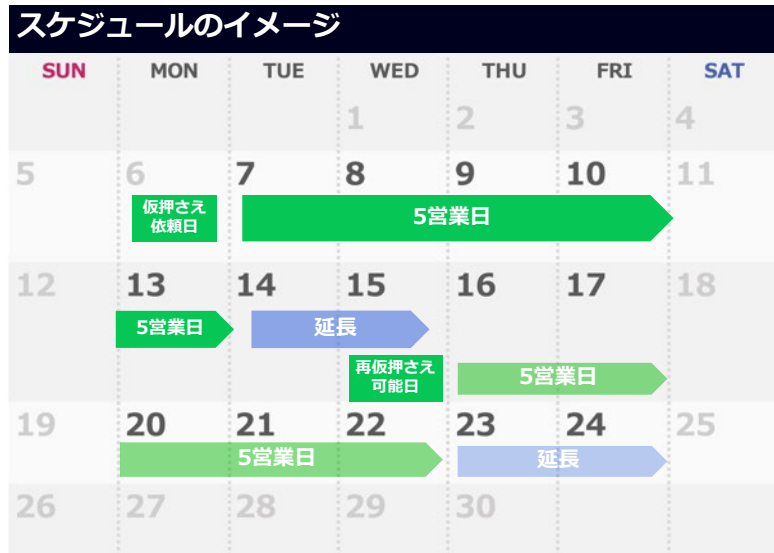 スケジュールのイメージ
SUN MON TUE WED THU FRI SAT
1 2 3 4
5 6 7 8 9 10 11
仮押さえ
依頼日
5営業日
12 13 14 15 16 17 18
5営業日 延長
再仮押さえ
可能日
5営業日
19 20 21 22 23 24 25
5営業日 延長
26 27 28 29 30